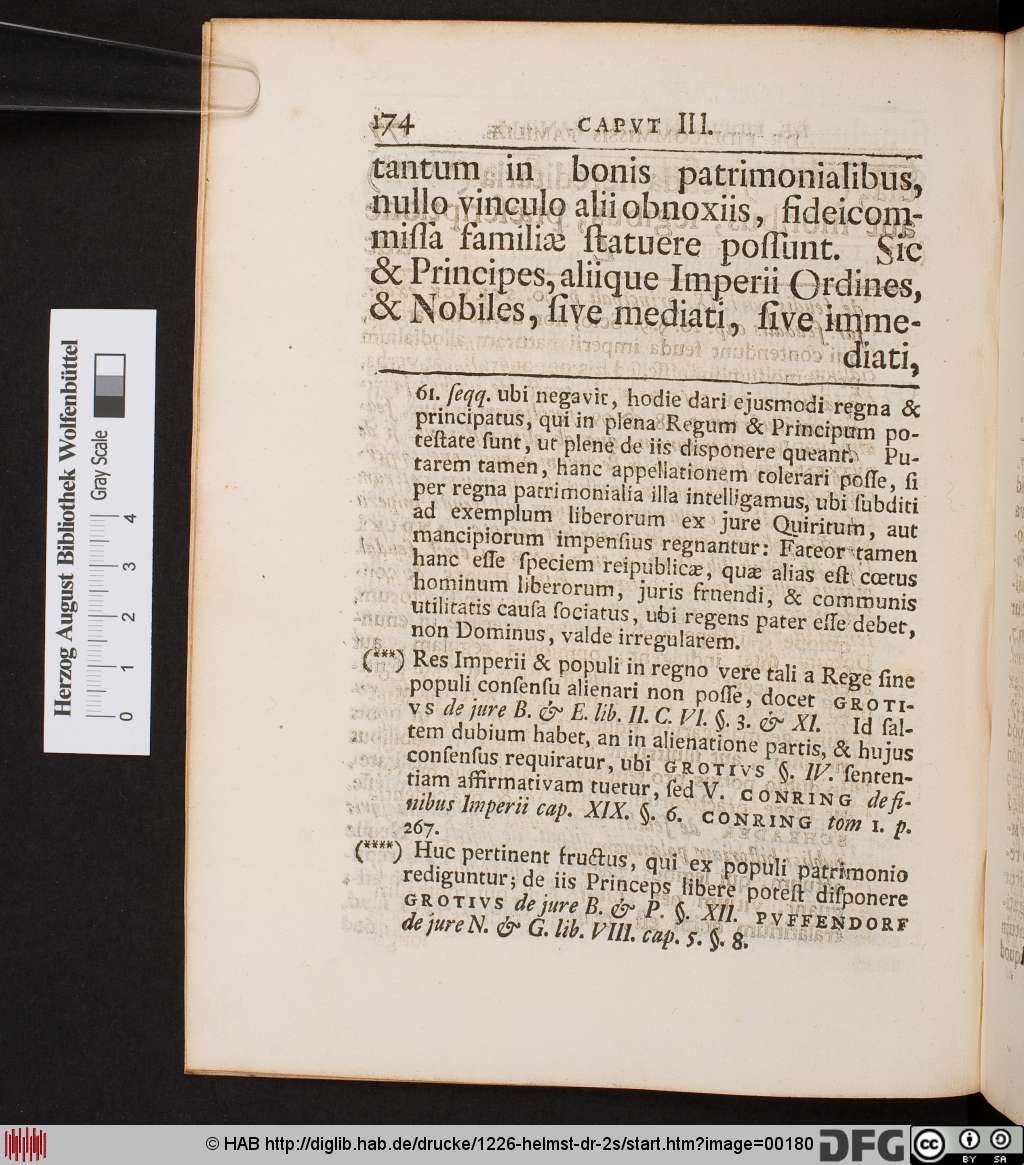 174 CAPVT III.
tantum in bonis patrimonialibus,
nullo vinculo alii obnoxiis, fideicom-
miſſa familiæ ſtatuere poſſunt. Sic
& Principes, aliique Imperii Ordines,
& Nobiles, ſive mediati, ſive imme-
diati,
61. ſeqq. ubi negavit, hodie dari ejusmodi regna &
principatus, qui in plena Regum & Principum po-
teſtate ſunt, ut plene de iis disponere queant. Pu-
tarem tamen, hanc appellationem tolerari poſſe, ſi
per regna patrimonialia illa intelligamus, ubi ſubditi
ad exemplum liberorum ex jure Quiritum, aut
mancipiorum impenſius regnantur: Fateor tamen
hanc eſſe ſpeciem reipublicæ, quæ alias eſt cœtus
hominum liberorum, juris fruendi, & communis
utilitatis cauſa ſociatus, ubi regens pater eſſe debet,
non Dominus, valde irregularem.
(***) Res Imperii & populi in regno vere tali a Rege ſine
populi conſenſu alienari non poſſe, docet GROTI-
VS de jure B. & E. lib. II. C. VI. §. 3. & XI. Id ſal-
tem dubium habet, an in alienatione partis, & hujus
conſenſus requiratur, ubi GROTIVS §. IV. ſenten-
tiam affirmativam tuetur, ſed V. CONRING de fi-
nibus Imperii cap. XIX. §. 6. CONRING tom I. p.
267.
(****) Huc pertinent fructus, qui ex populi patrimonio
rediguntur; de iis Princeps libere poteſt diſponere
GROTIVS de jure B. & P. §. XII. PVFFENDORF
de jure N. & G. lib. VIII. cap. 5. §. 8.
Herzog August Bibliothek Wolfenbüttel
Gray Scale
0 1 2 3 4
© HAB http://diglib.hab.de/drucke/1226-helmst-dr-2s/start.htm?image=00180
DFG
cc BY SA